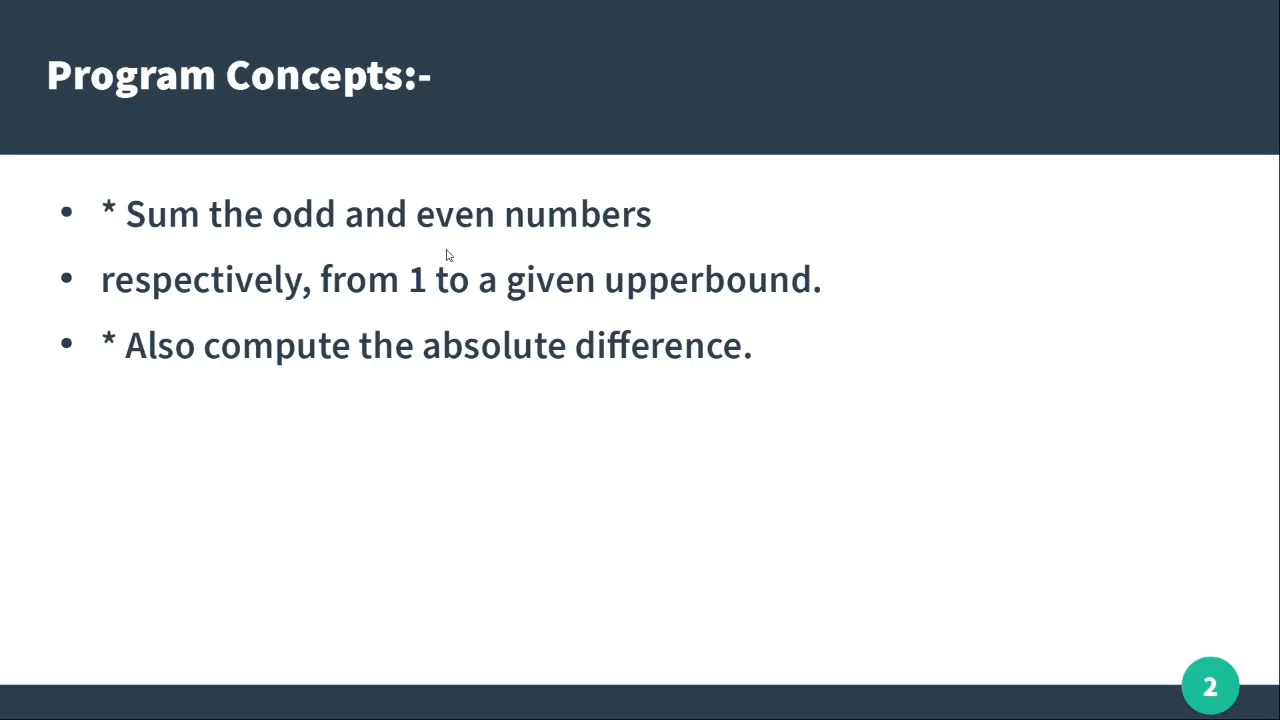 Program Concepts:-
• * Sum the odd and even numbers
• respectively, from 1 to a given upperbound.
• * Also compute the absolute difference.
2